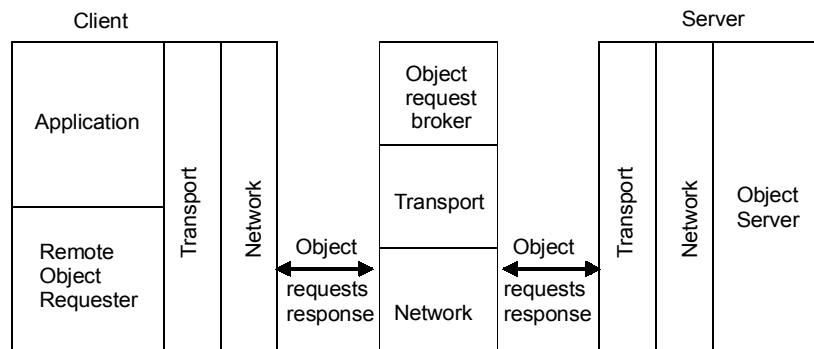 Client
Server
Application
Remote
Object
Requester
Transport
Network
Object
requests
response
Object
request
broker
Transport
Network
Object
requests
response
Transport
Network
Object
Server